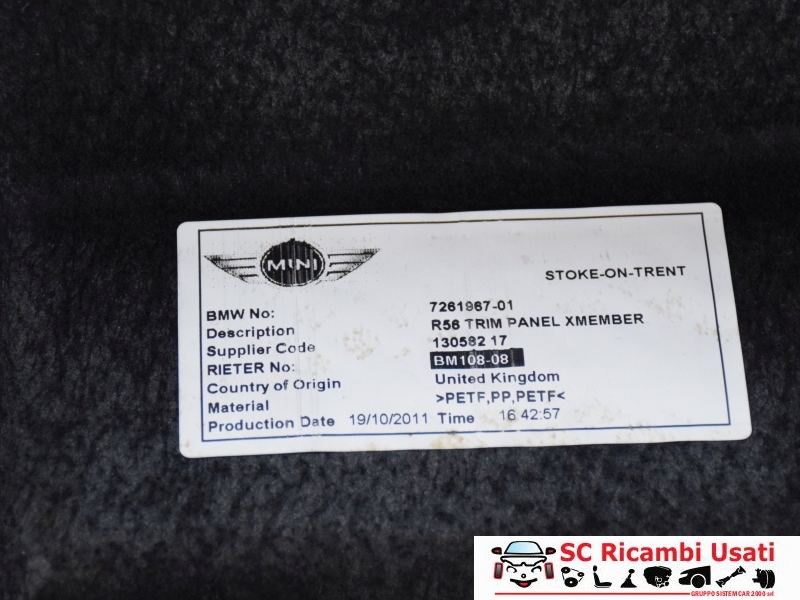 MINI
STOKE-ON-TRENT
BMW No: 7261967-01
Description R56 TRIM PANEL XMEMBER
Supplier Code 130582 17
RIETER No: BM108-08
Country of Origin United Kingdom
Material >PETF,PP,PETF<
Production Date 19/10/2011 Time 16 42:57
SC Ricambi Usati
GRUPPO SISTEMCAR 2000 srl